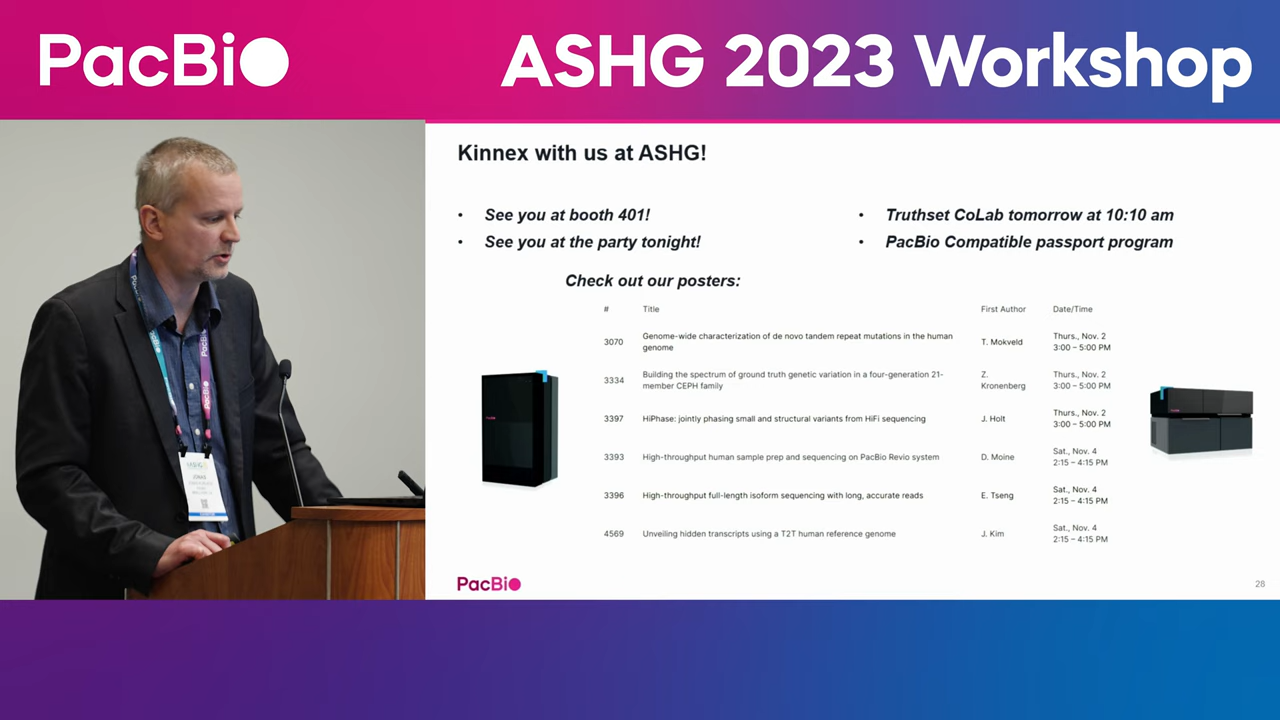 PacBio
ASHG 2023 Workshop
Kinnex with us at ASHG!
• See you at booth 401!
• See you at the party tonight!
• Truthset CoLab tomorrow at 10:10 am
• PacBio Compatible passport program
Check out our posters:
# Title First Author Date/Time
3070 Genome-wide characterization of de novo tandem repeat mutations in the human genome T. Mokveld Thurs., Nov. 2 3:00 – 5:00 PM
3334 Building the spectrum of ground truth genetic variation in a four-generation 21-member CEPH family Z. Kronenberg Thurs., Nov. 2 3:00 – 5:00 PM
3397 HiPhase: jointly phasing small and structural variants from HiFi sequencing J. Holt Thurs., Nov. 2 3:00 – 5:00 PM
3393 High-throughput human sample prep and sequencing on PacBio Revio system D. Moine Sat., Nov. 4 2:15 – 4:15 PM
3396 High-throughput full-length isoform sequencing with long, accurate reads E. Tseng Sat., Nov. 4 2:15 – 4:15 PM
4569 Unveiling hidden transcripts using a T2T human reference genome J. Kim Sat., Nov. 4 2:15 – 4:15 PM
PacBio
28
ASHG
JONAS